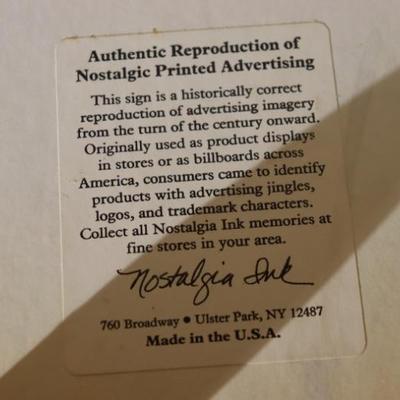 Authentic Reproduction of
Nostalgic Printed Advertising
This sign is a historically correct
reproduction of advertising imagery
from the turn of the century onward.
Originally used as product displays
in stores or as billboards across
America, consumers came to identify
products with advertising jingles,
logos, and trademark characters.
Collect all Nostalgia Ink memories at
fine stores in your area.
Nostalgia Ink
760 Broadway • Ulster Park, NY 12487
Made in the U.S.A.